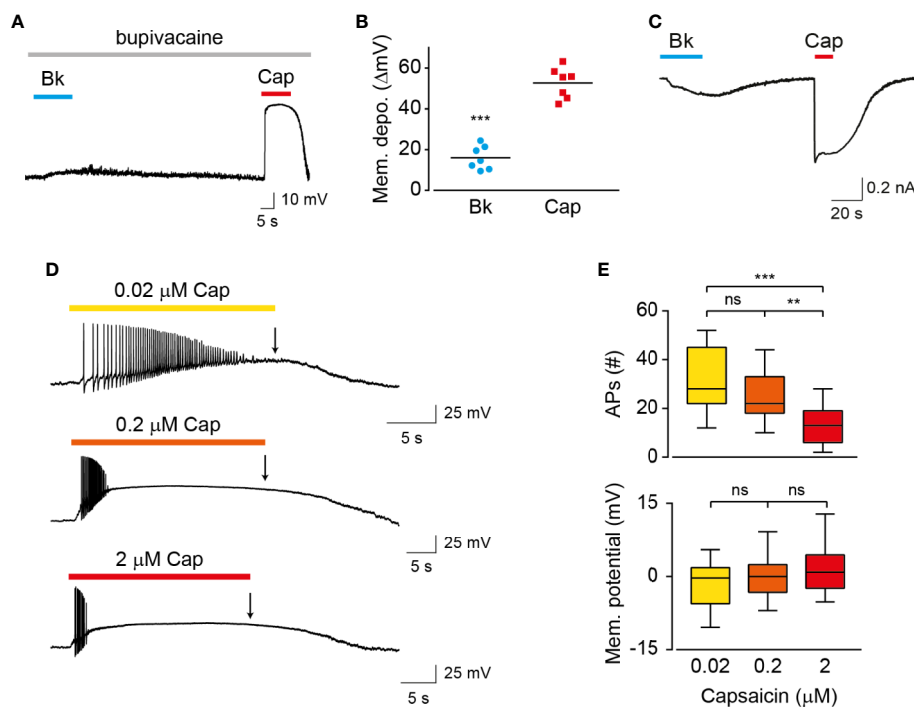 A
bupivacaine
Bk
Cap
10 mV
5 s
B
Mem. depo. (ΔmV)
60
40
20
0
***
Bk
Cap
C
Bk
Cap
0.2 nA
20 s
D
0.02 μM Cap
25 mV
5 s
0.2 μM Cap
25 mV
5 s
2 μM Cap
25 mV
5 s
E
***
ns
**
APs (#)
60
40
20
0
ns
ns
Mem. potential (mV)
15
0
-15
0.02
0.2
2
Capsaicin (μM)